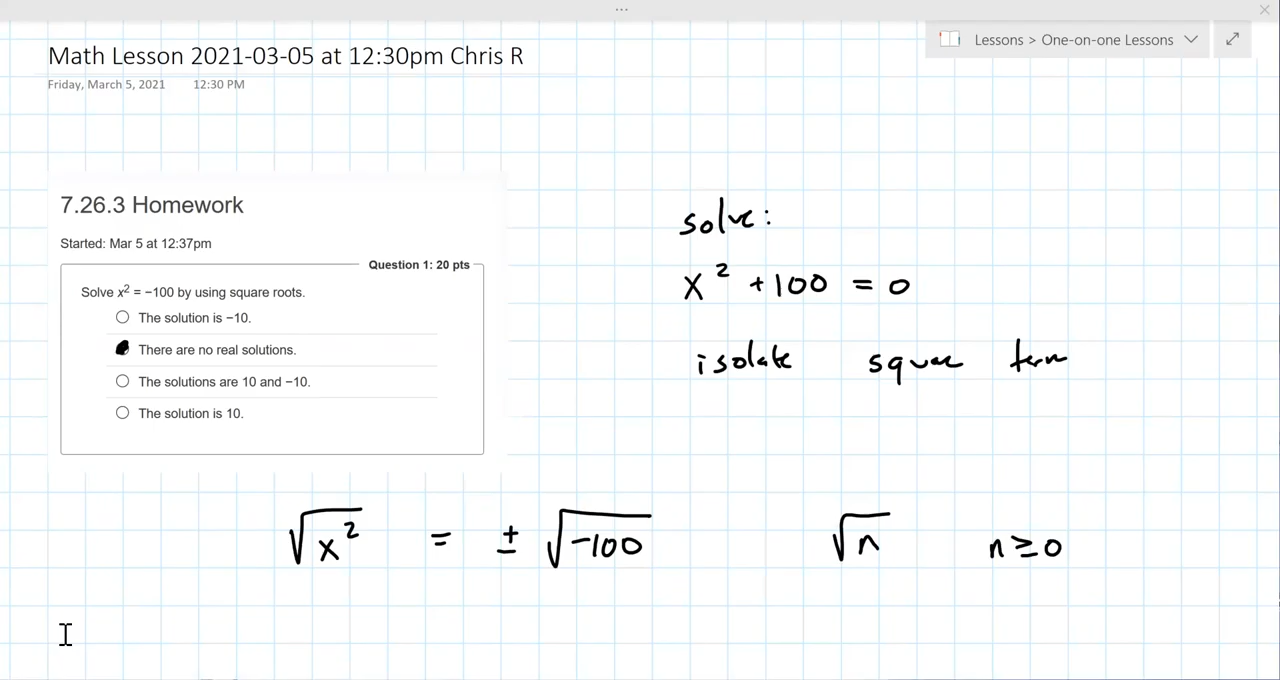 ...
Lessons > One-on-one Lessons
Math Lesson 2021-03-05 at 12:30pm Chris R
Friday, March 5, 2021 12:30 PM
7.26.3 Homework
Started: Mar 5 at 12:37pm
Question 1: 20 pts
Solve x² = −100 by using square roots.
The solution is −10.
There are no real solutions.
The solutions are 10 and −10.
The solution is 10.
solve:
x² + 100 = 0
isolate square term
√x² = ± √-100
√n n ≥ 0